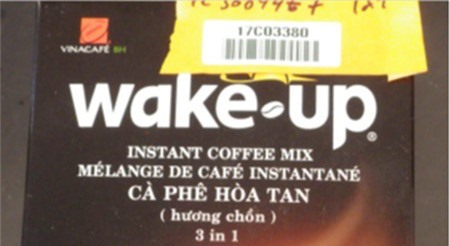 17C03380
VINACAFÉ BH
wake-up®
INSTANT COFFEE MIX
MÉLANGE DE CAFÉ INSTANTANÉ
CÀ PHÊ HÒA TAN
( hương chồn )
3 in 1